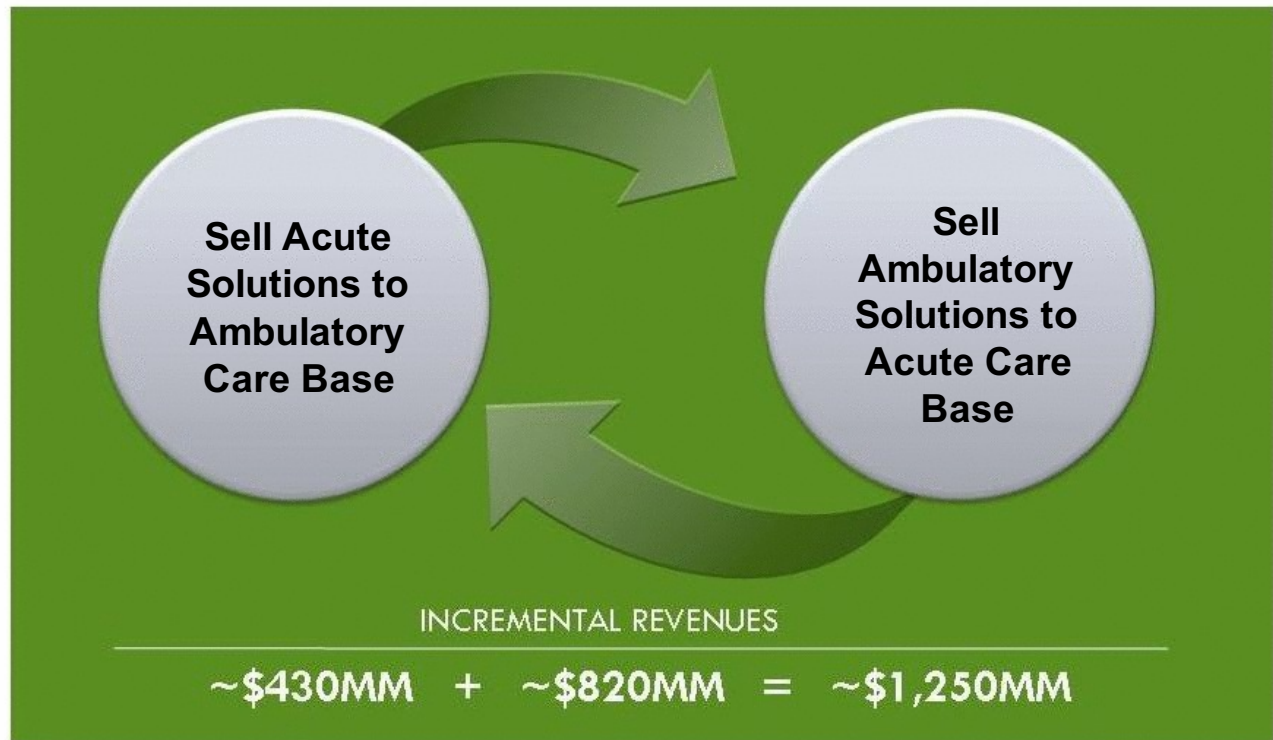 Sell Acute
Solutions to
Ambulatory
Care Base
Sell
Ambulatory
Solutions to
Acute Care
Base
INCREMENTAL REVENUES
~$430MM + ~$820MM = ~$1,250MM